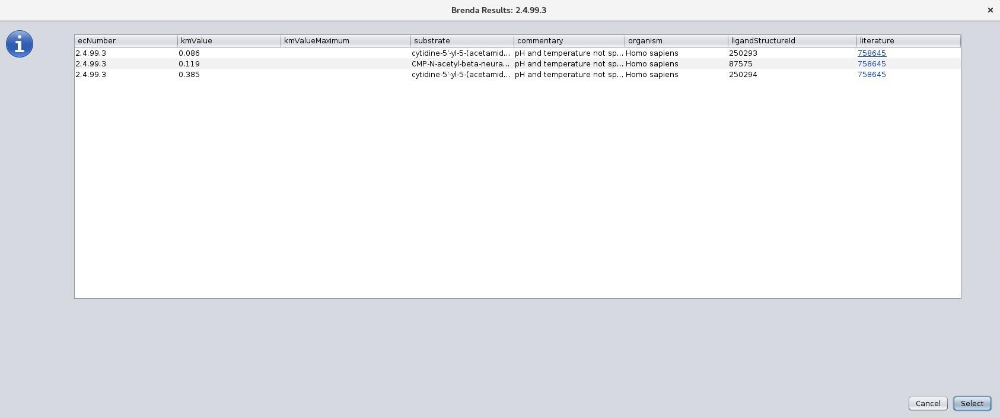 Brenda Results: 2.4.99.3
ecNumber kmValue kmValueMaximum substrate commentary organism ligandStructureId literature
2.4.99.3 0.086 cytidine-5'-yl-5-(acetamid... pH and temperature not sp... Homo sapiens 250293 758645
2.4.99.3 0.119 CMP-N-acetyl-beta-neura... pH and temperature not sp... Homo sapiens 87575 758645
2.4.99.3 0.385 cytidine-5'-yl-5-(acetamid... pH and temperature not sp... Homo sapiens 250294 758645
Cancel Select